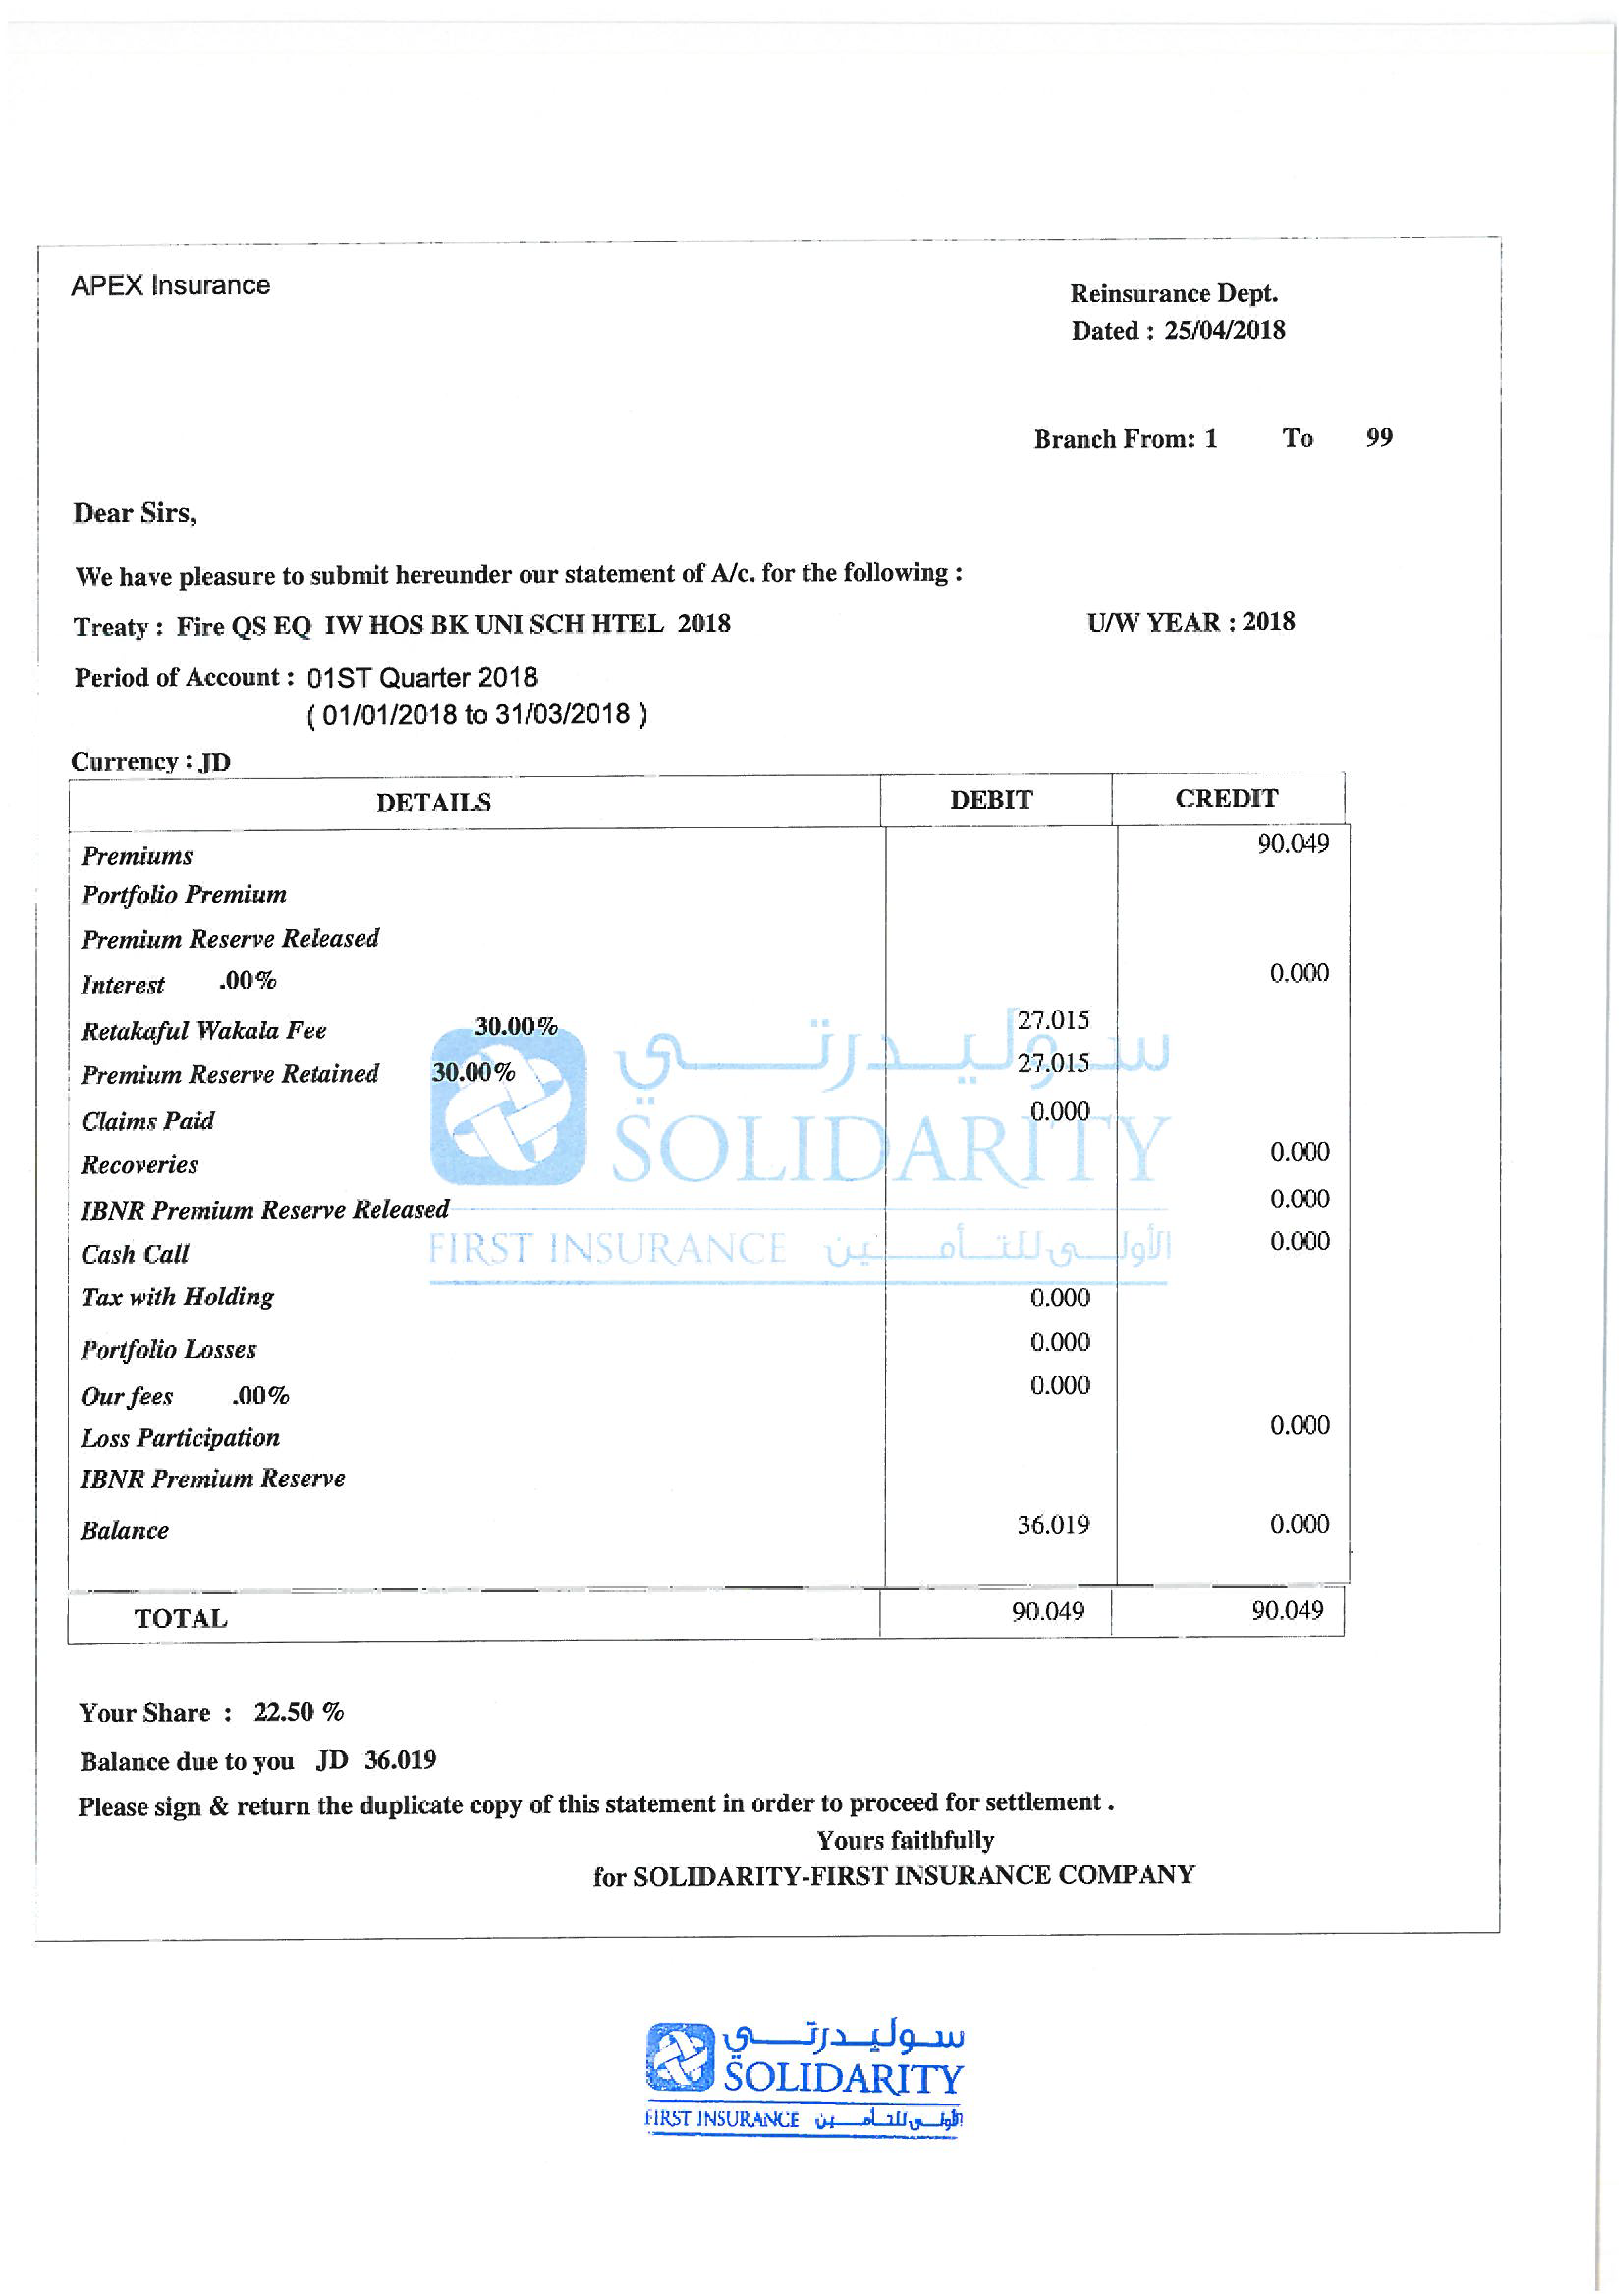 APEX Insurance
Reinsurance Dept.
Dated : 25/04/2018
Branch From: 1 To 99
Dear Sirs,
We have pleasure to submit hereunder our statement of A/c. for the following :
Treaty : Fire QS EQ IW HOS BK UNI SCH HTEL 2018 U/W YEAR : 2018
Period of Account : 01ST Quarter 2018
( 01/01/2018 to 31/03/2018 )
Currency : JD
DETAILS DEBIT CREDIT
Premiums 90.049
Portfolio Premium
Premium Reserve Released
Interest .00% 0.000
Retakaful Wakala Fee 30.00% 27.015
Premium Reserve Retained 30.00% 27.015
Claims Paid 0.000
Recoveries 0.000
IBNR Premium Reserve Released 0.000
Cash Call 0.000
Tax with Holding 0.000
Portfolio Losses 0.000
Our fees .00% 0.000
Loss Participation 0.000
IBNR Premium Reserve
Balance 36.019 0.000
TOTAL 90.049 90.049
سوليدرتي
SOLIDARITY
FIRST INSURANCE الأولى للتأمين
Your Share : 22.50 %
Balance due to you JD 36.019
Please sign & return the duplicate copy of this statement in order to proceed for settlement .
Yours faithfully
for SOLIDARITY-FIRST INSURANCE COMPANY
سوليدرتي
SOLIDARITY
FIRST INSURANCE الأولى للتأمين